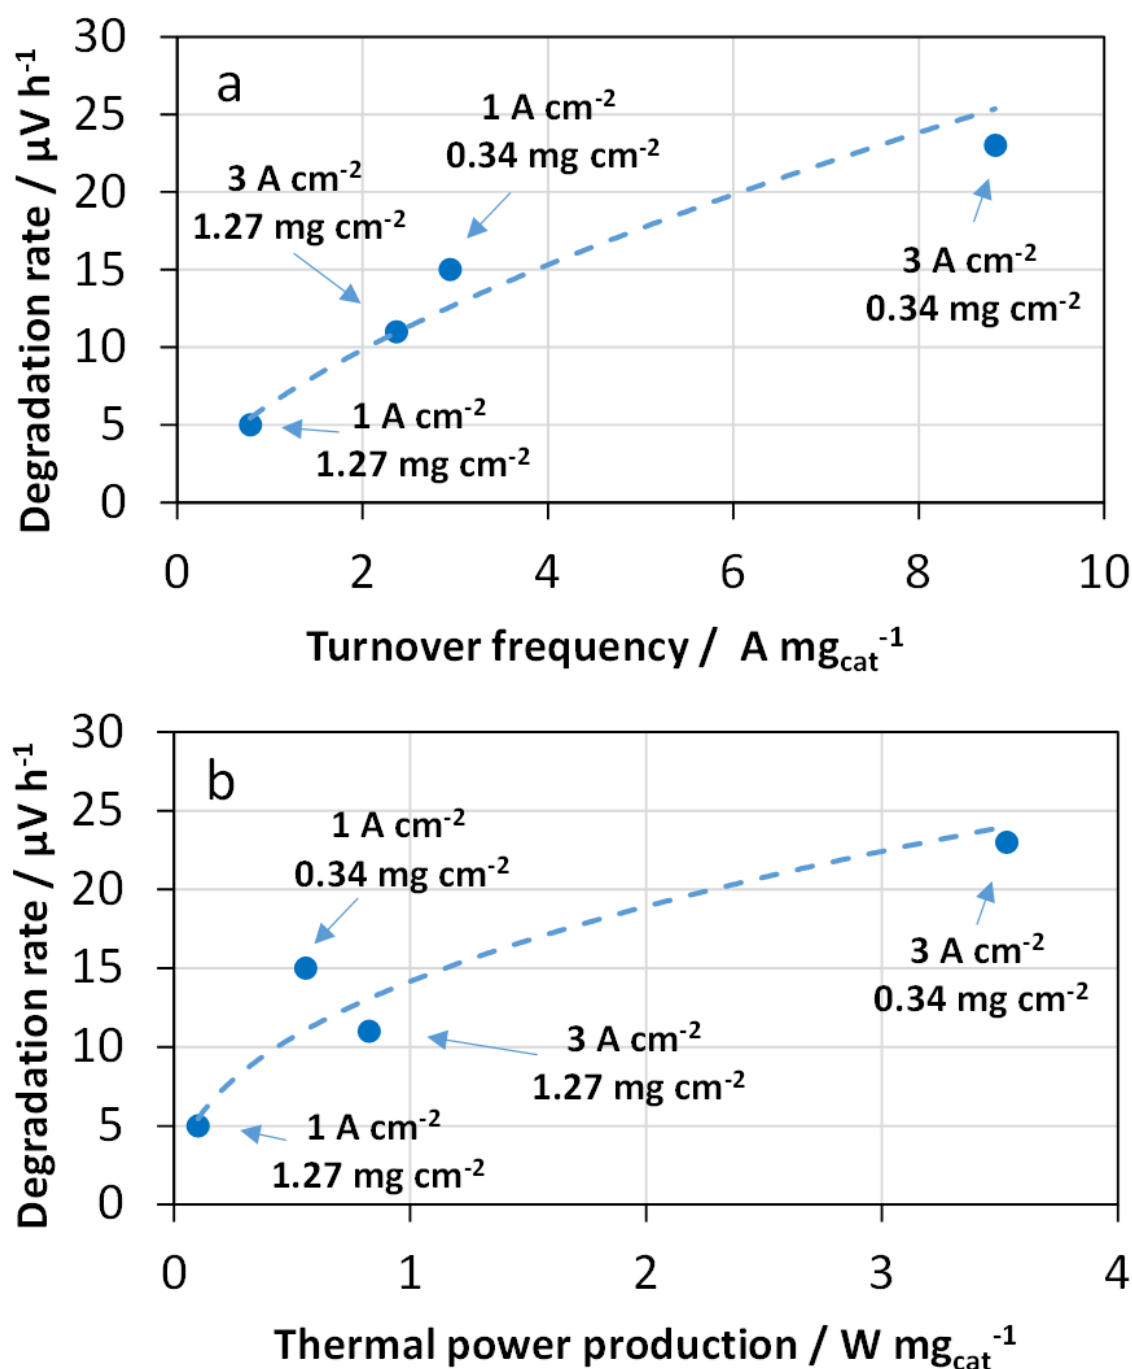 30
25
20
15
10
5
0
Degradation rate / µV h⁻¹
a
1 A cm⁻²
0.34 mg cm⁻²
3 A cm⁻²
1.27 mg cm⁻²
3 A cm⁻²
0.34 mg cm⁻²
1 A cm⁻²
1.27 mg cm⁻²
0 2 4 6 8 10
Turnover frequency / A mg_cat⁻¹
30
25
20
15
10
5
0
Degradation rate / µV h⁻¹
b
1 A cm⁻²
0.34 mg cm⁻²
3 A cm⁻²
0.34 mg cm⁻²
3 A cm⁻²
1.27 mg cm⁻²
1 A cm⁻²
1.27 mg cm⁻²
0 1 2 3 4
Thermal power production / W mg_cat⁻¹